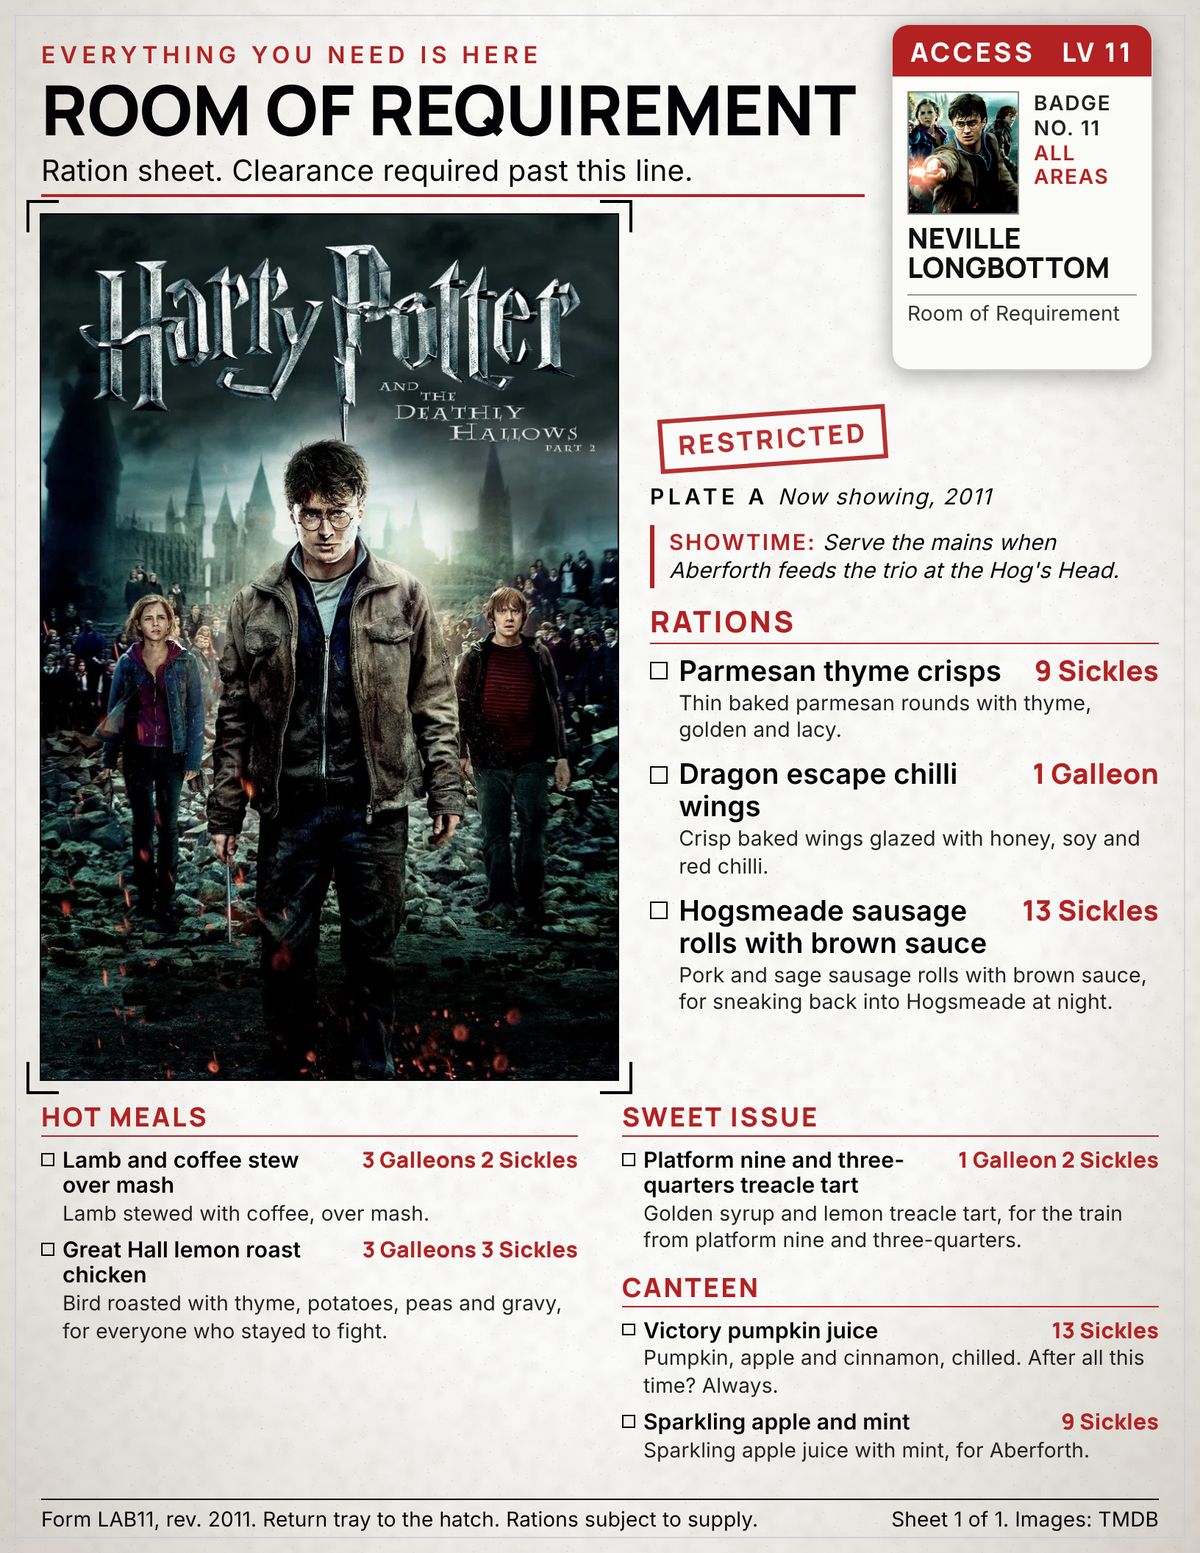 EVERYTHING YOU NEED IS HERE
ROOM OF REQUIREMENT
Ration sheet. Clearance required past this line.
ACCESS LV 11
BADGE
NO. 11
ALL
AREAS
NEVILLE
LONGBOTTOM
Room of Requirement
Harry Potter
AND
THE
DEATHLY
HALLOWS
PART 2
RESTRICTED
PLATE A Now showing, 2011
SHOWTIME: Serve the mains when
Aberforth feeds the trio at the Hog's Head.
RATIONS
Parmesan thyme crisps 9 Sickles
Thin baked parmesan rounds with thyme,
golden and lacy.
Dragon escape chilli 1 Galleon
wings
Crisp baked wings glazed with honey, soy and
red chilli.
Hogsmeade sausage 13 Sickles
rolls with brown sauce
Pork and sage sausage rolls with brown sauce,
for sneaking back into Hogsmeade at night.
HOT MEALS
Lamb and coffee stew 3 Galleons 2 Sickles
over mash
Lamb stewed with coffee, over mash.
Great Hall lemon roast 3 Galleons 3 Sickles
chicken
Bird roasted with thyme, potatoes, peas and gravy,
for everyone who stayed to fight.
SWEET ISSUE
Platform nine and three- 1 Galleon 2 Sickles
quarters treacle tart
Golden syrup and lemon treacle tart, for the train
from platform nine and three-quarters.
CANTEEN
Victory pumpkin juice 13 Sickles
Pumpkin, apple and cinnamon, chilled. After all this
time? Always.
Sparkling apple and mint 9 Sickles
Sparkling apple juice with mint, for Aberforth.
Form LAB11, rev. 2011. Return tray to the hatch. Rations subject to supply.
Sheet 1 of 1. Images: TMDB